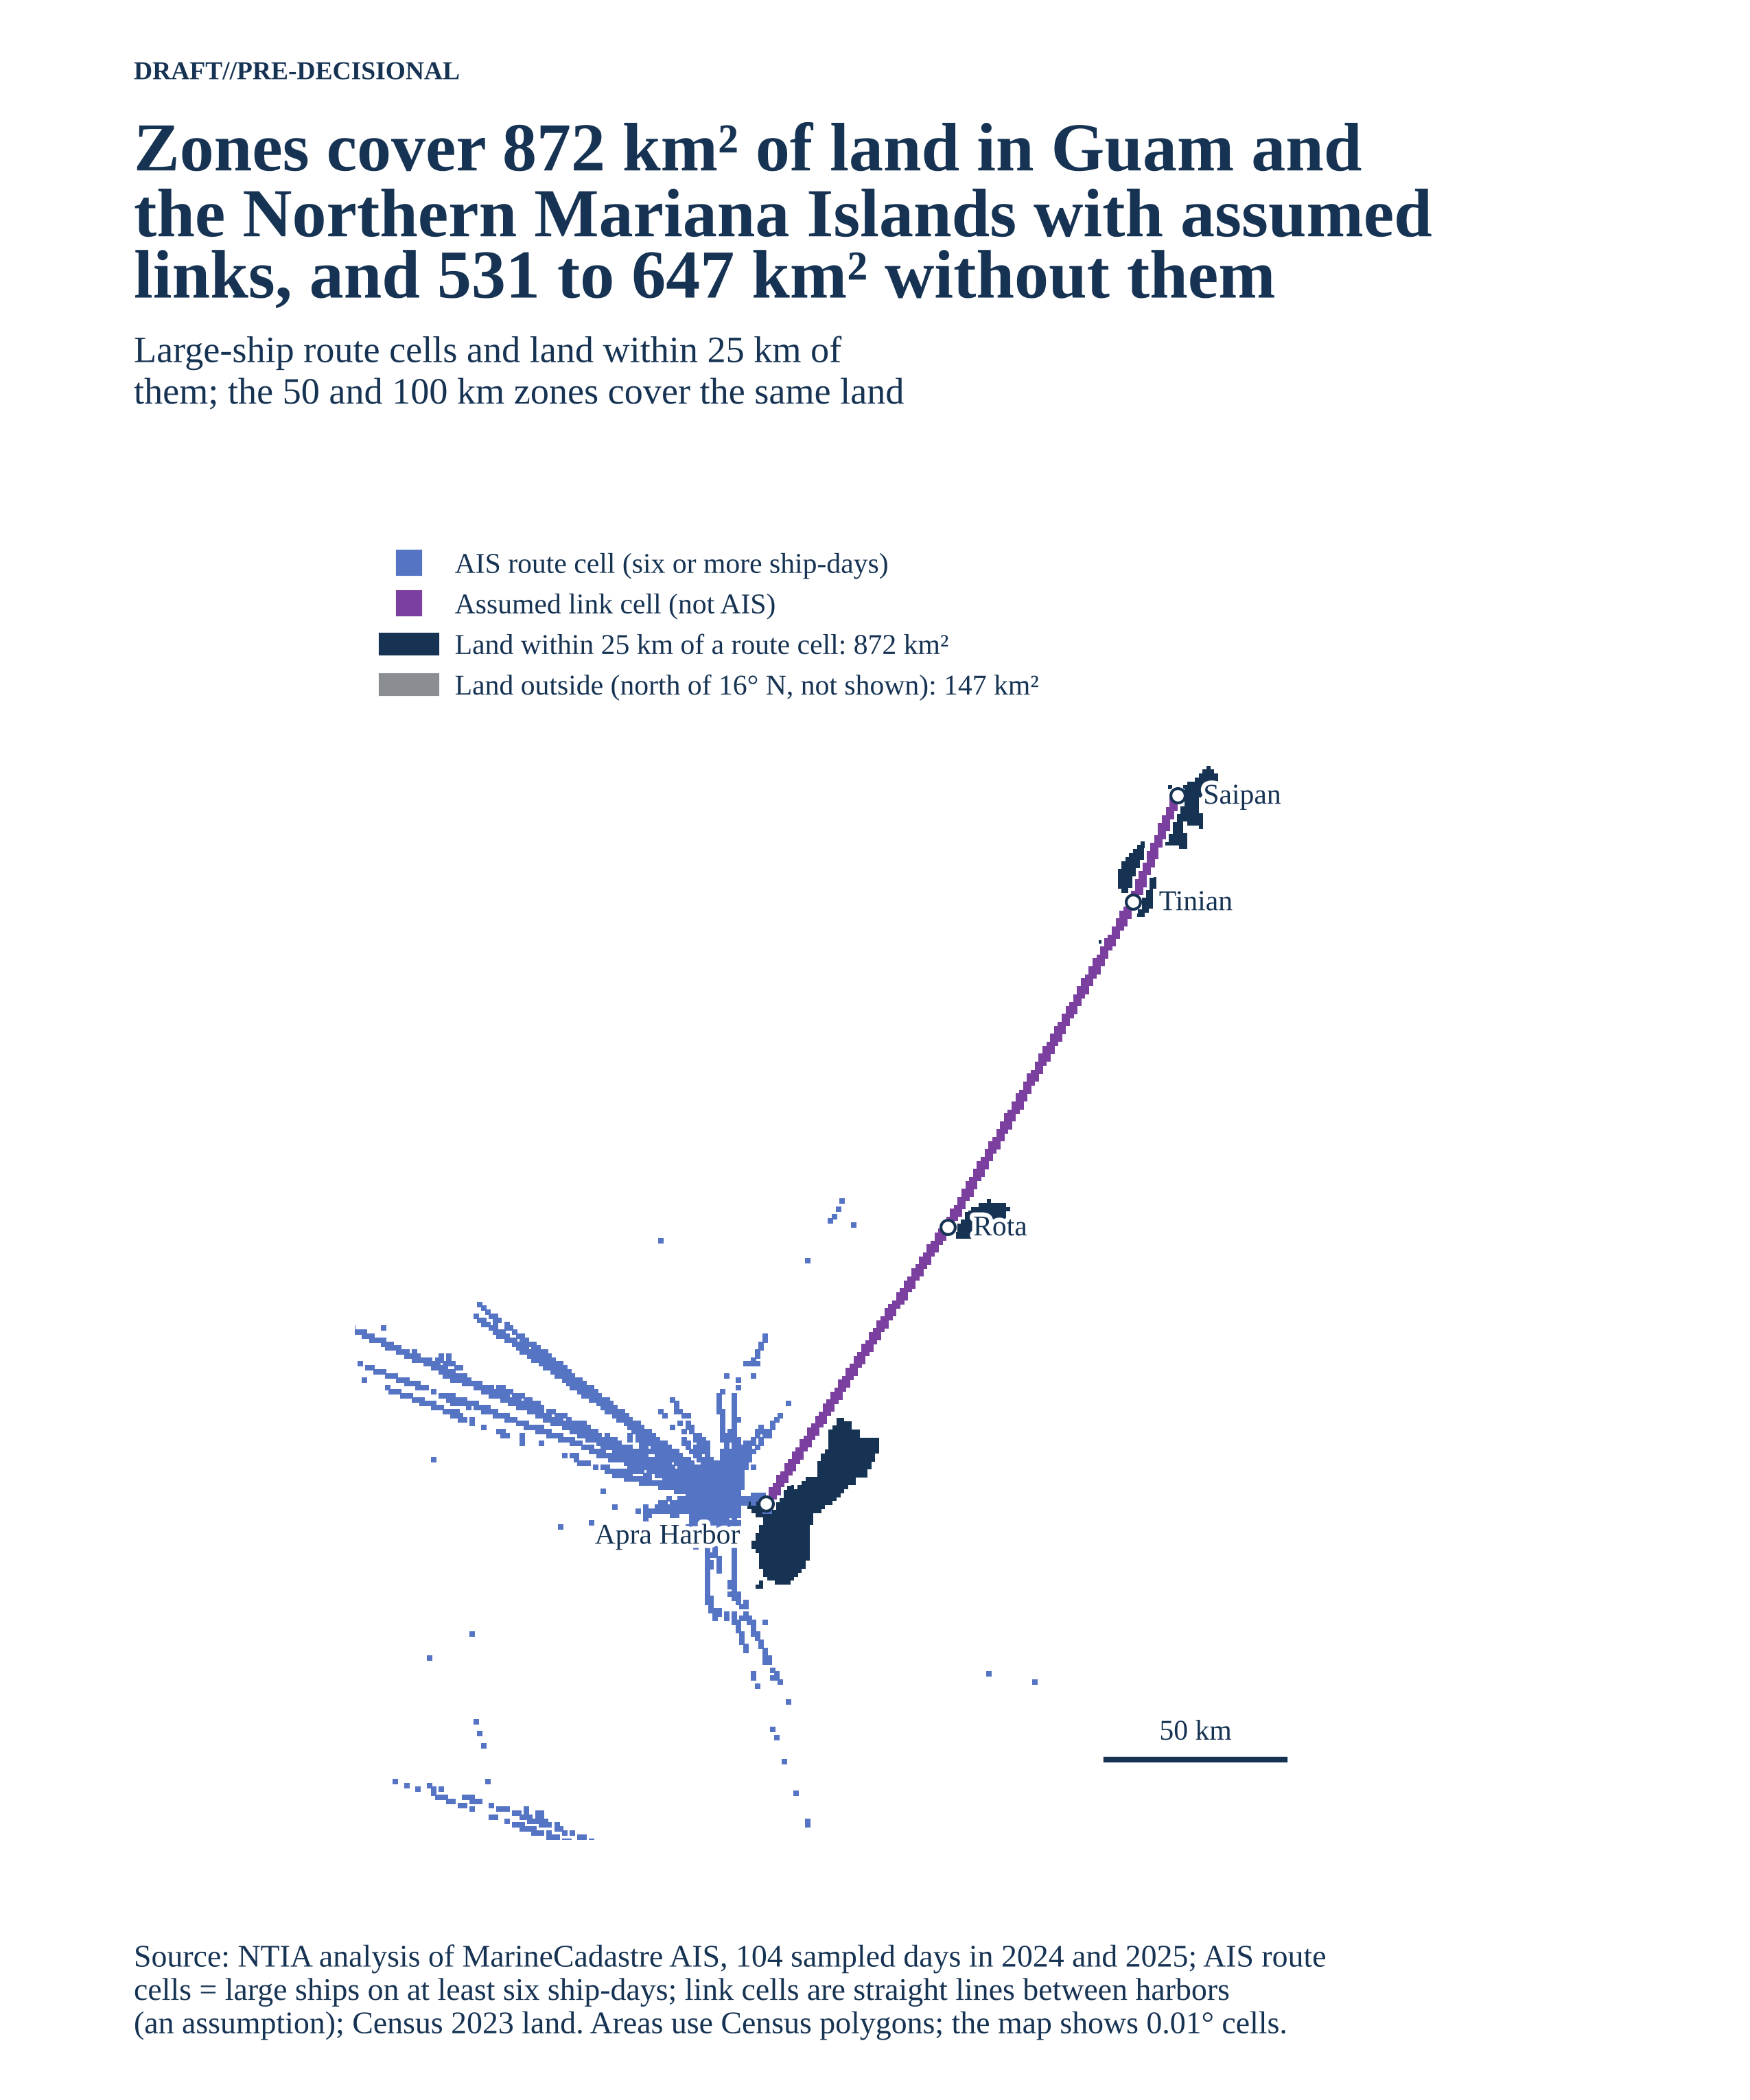 DRAFT//PRE-DECISIONAL
Zones cover 872 km² of land in Guam and
the Northern Mariana Islands with assumed
links, and 531 to 647 km² without them
Large-ship route cells and land within 25 km of
them; the 50 and 100 km zones cover the same land
AIS route cell (six or more ship-days)
Assumed link cell (not AIS)
Land within 25 km of a route cell: 872 km²
Land outside (north of 16° N, not shown): 147 km²
Saipan
Tinian
Rota
Apra Harbor
50 km
Source: NTIA analysis of MarineCadastre AIS, 104 sampled days in 2024 and 2025; AIS route
cells = large ships on at least six ship-days; link cells are straight lines between harbors
(an assumption); Census 2023 land. Areas use Census polygons; the map shows 0.01° cells.